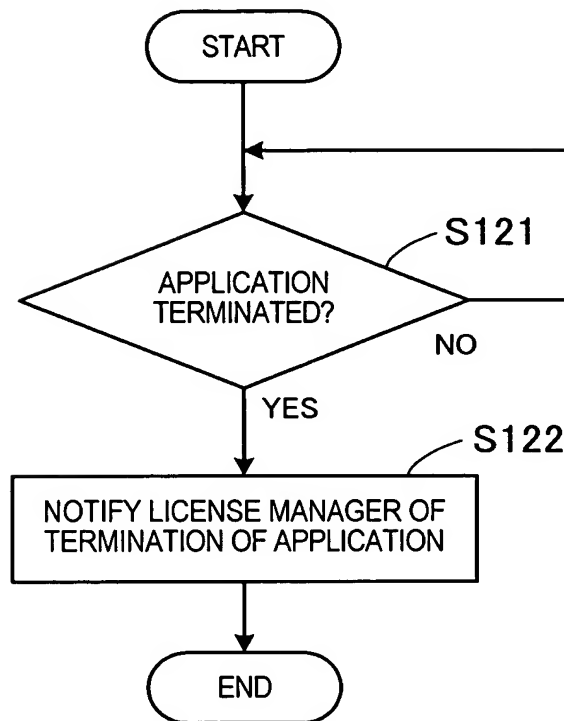 START
S121
APPLICATION
TERMINATED?
NO
YES
S122
NOTIFY LICENSE MANAGER OF
TERMINATION OF APPLICATION
END